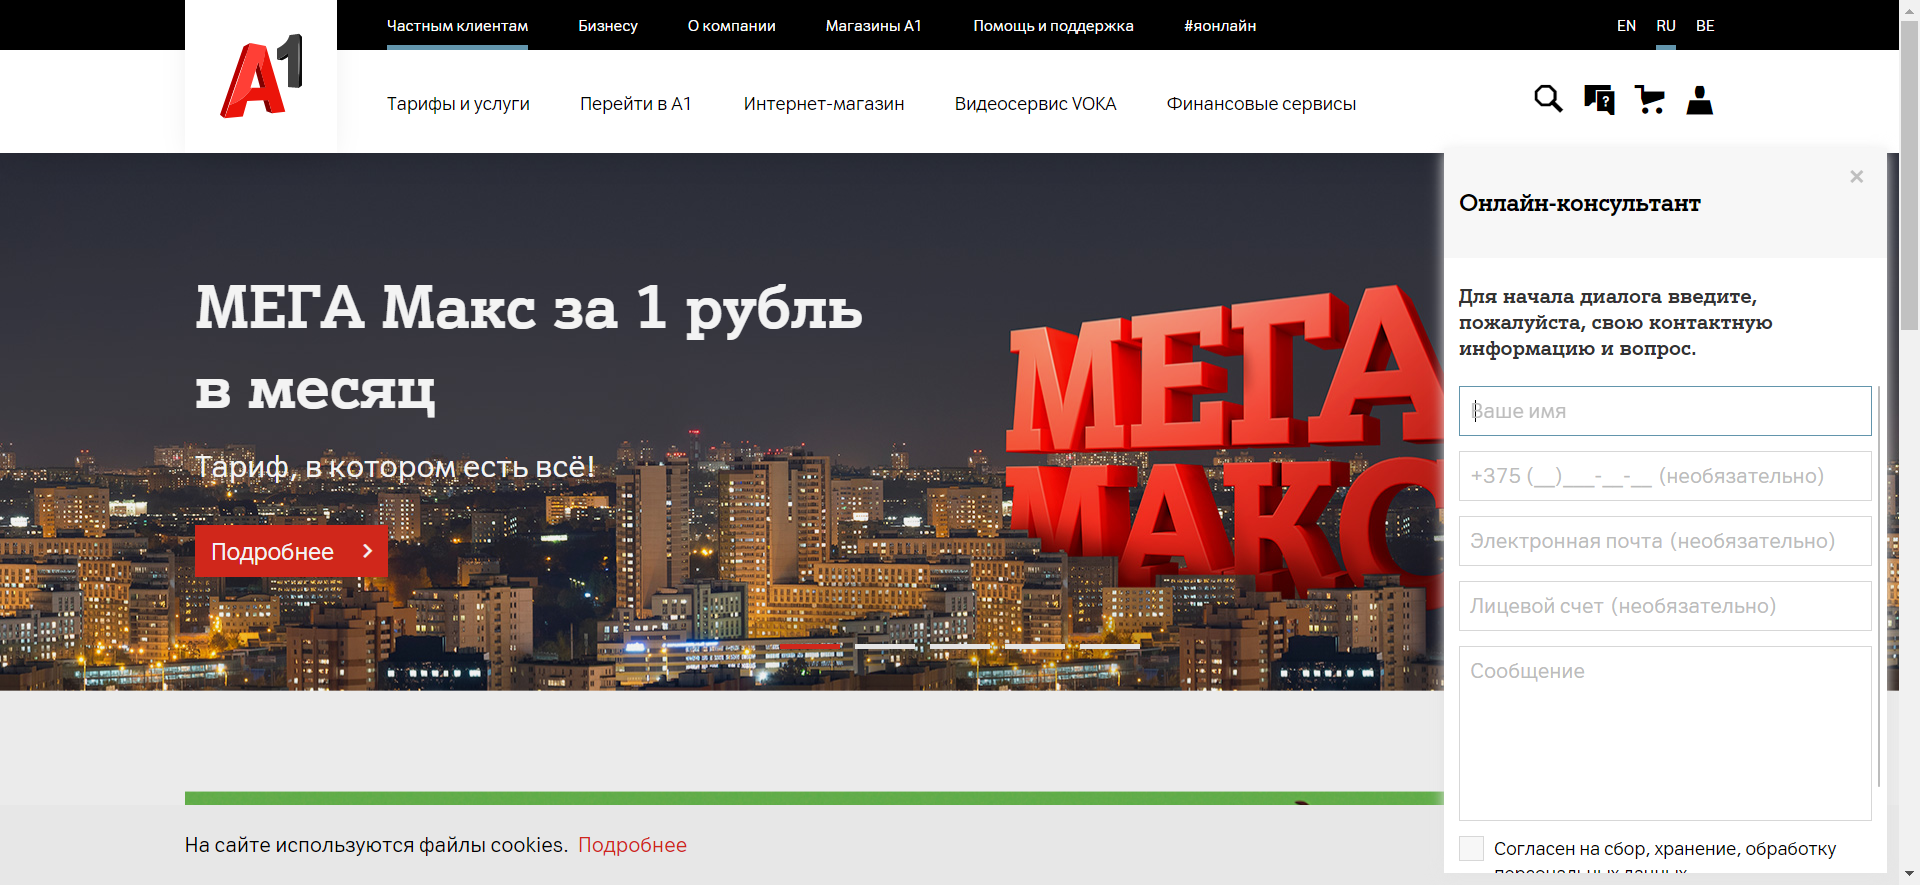 Частным клиентам
Бизнесу
О компании
Магазины А1
Помощь и поддержка
#яонлайн
EN
RU
BE
A1
Тарифы и услуги
Перейти в А1
Интернет-магазин
Видеосервис VOKA
Финансовые сервисы
МЕГА Макс за 1 рубль
в месяц
Тариф, в котором есть всё!
Подробнее
МЕГА
МАКС
Онлайн-консультант
Для начала диалога введите,
пожалуйста, свою контактную
информацию и вопрос.
Ваше имя
+375 (__)___-__-__ (необязательно)
Электронная почта (необязательно)
Лицевой счет (необязательно)
Сообщение
Согласен на сбор, хранение, обработку
персональных данных
На сайте используются файлы cookies. Подробнее